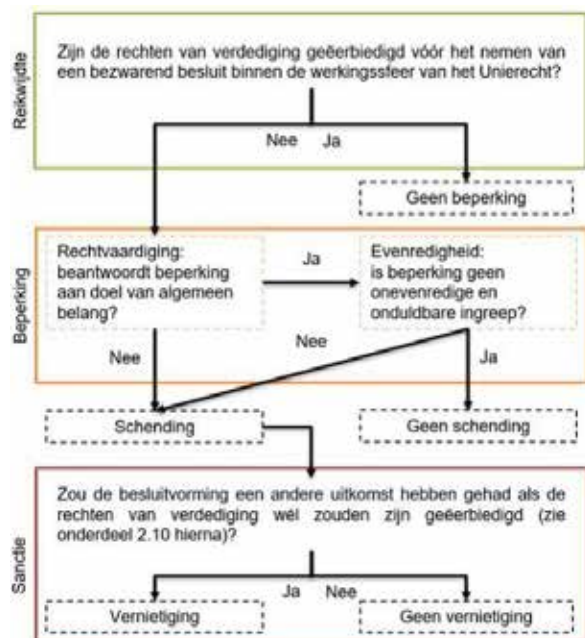 Reikwijdte
Zijn de rechten van verdediging geëerbiedigd vóór het nemen van
een bezwarend besluit binnen de werkingssfeer van het Unierecht?
Nee Ja
Geen beperking
Beperking
Rechtvaardiging:
beantwoordt beperking
aan doel van algemeen
belang?
Ja
Evenredigheid:
is beperking geen
onevenredige en
onduldbare ingreep?
Nee
Nee
Ja
Schending
Geen schending
Sanctie
Zou de besluitvorming een andere uitkomst hebben gehad als de
rechten van verdediging wél zouden zijn geëerbiedigd (zie
onderdeel 2.10 hierna)?
Ja Nee
Vernietiging
Geen vernietiging